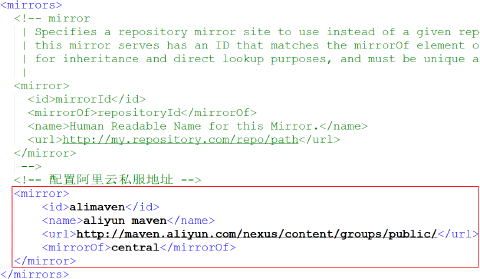 <mirrors>
<!-- mirror
| Specifies a repository mirror site to use instead of a given rep
| this mirror serves has an ID that matches the mirrorOf element o
| for inheritance and direct lookup purposes, and must be unique a
|
<mirror>
<id>mirrorId</id>
<mirrorOf>repositoryId</mirrorOf>
<name>Human Readable Name for this Mirror.</name>
<url>http://my.repository.com/repo/path</url>
</mirror>
-->
<!-- 配置阿里云私服地址 -->
<mirror>
<id>alimaven</id>
<name>aliyun maven</name>
<url>http://maven.aliyun.com/nexus/content/groups/public/</url>
<mirrorOf>central</mirrorOf>
</mirror>
</mirrors>